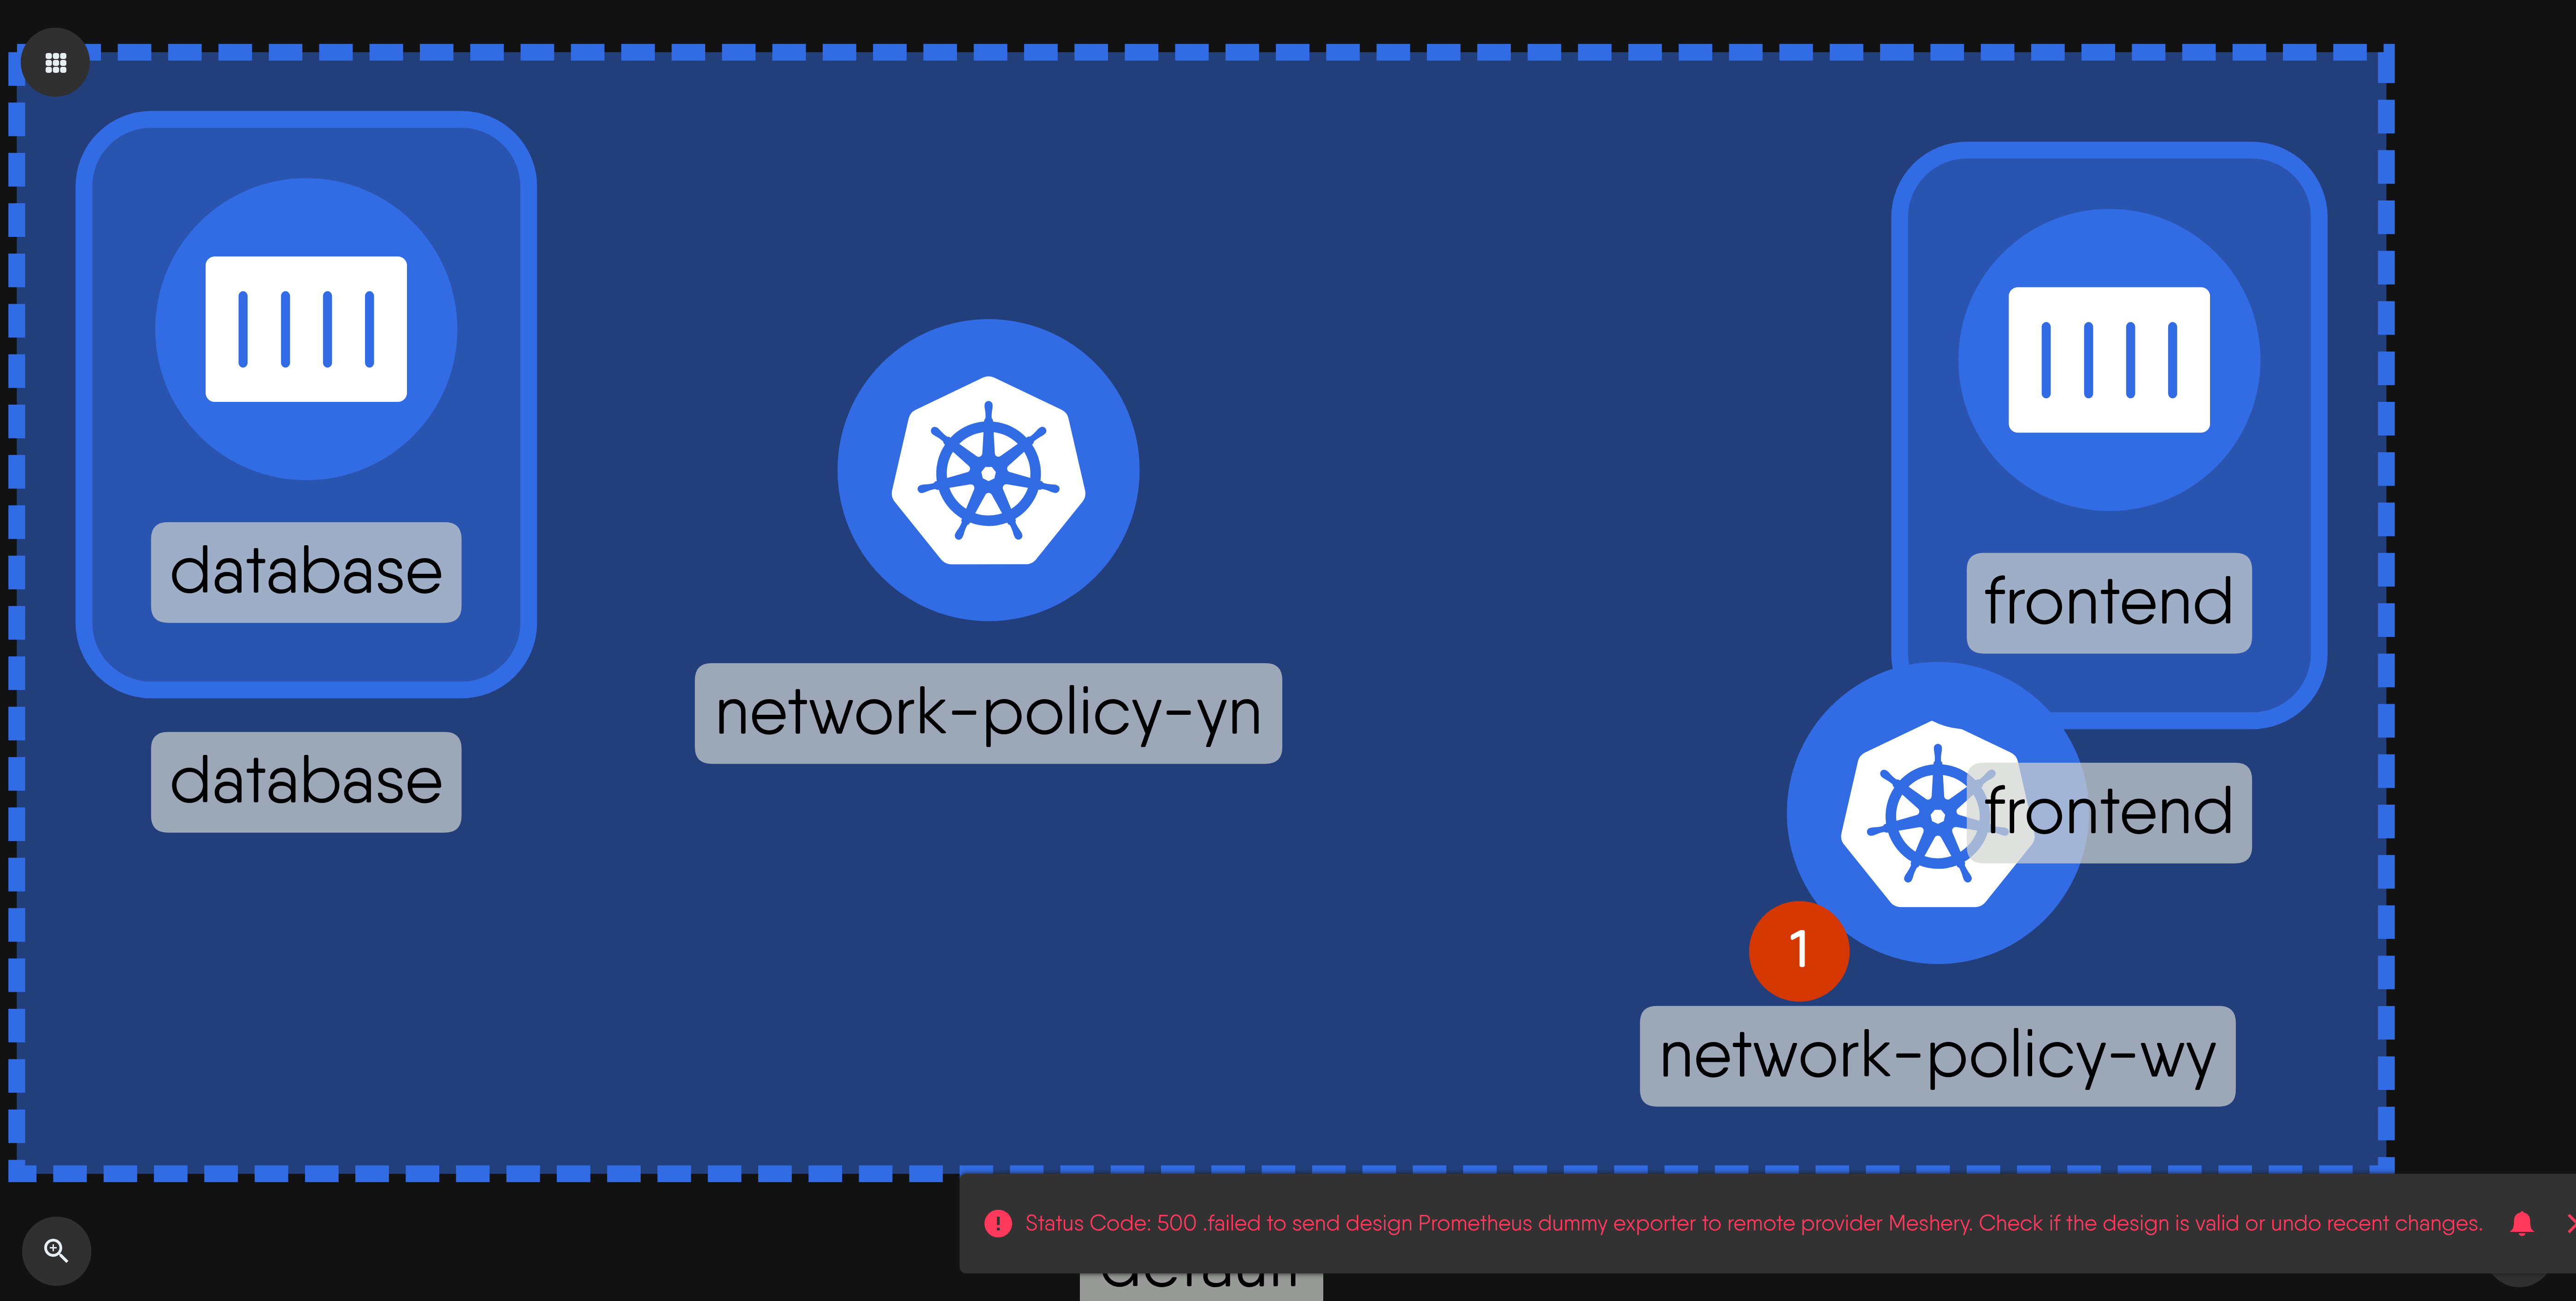 database
database
network-policy-yn
frontend
frontend
1
network-policy-wy
Status Code: 500 .failed to send design Prometheus dummy exporter to remote provider Meshery. Check if the design is valid or undo recent changes.